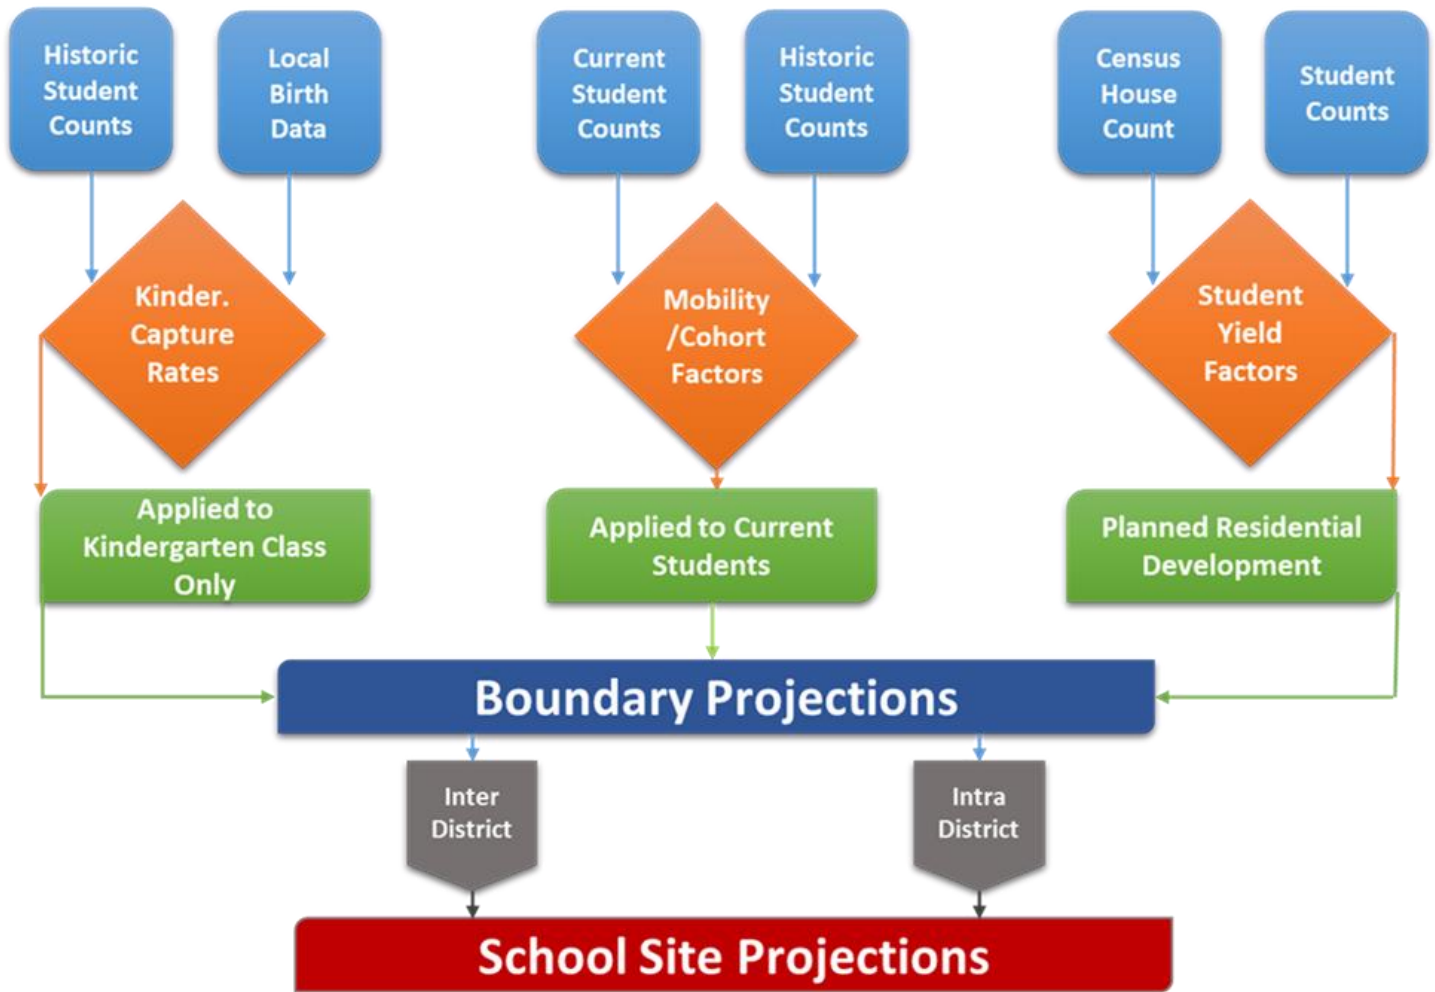 Historic
Student
Counts
Local
Birth
Data
Current
Student
Counts
Historic
Student
Counts
Census
House
Count
Student
Counts
Kinder.
Capture
Rates
Mobility
/Cohort
Factors
Student
Yield
Factors
Applied to
Kindergarten Class
Only
Applied to Current
Students
Planned Residential
Development
Boundary Projections
Inter
District
Intra
District
School Site Projections